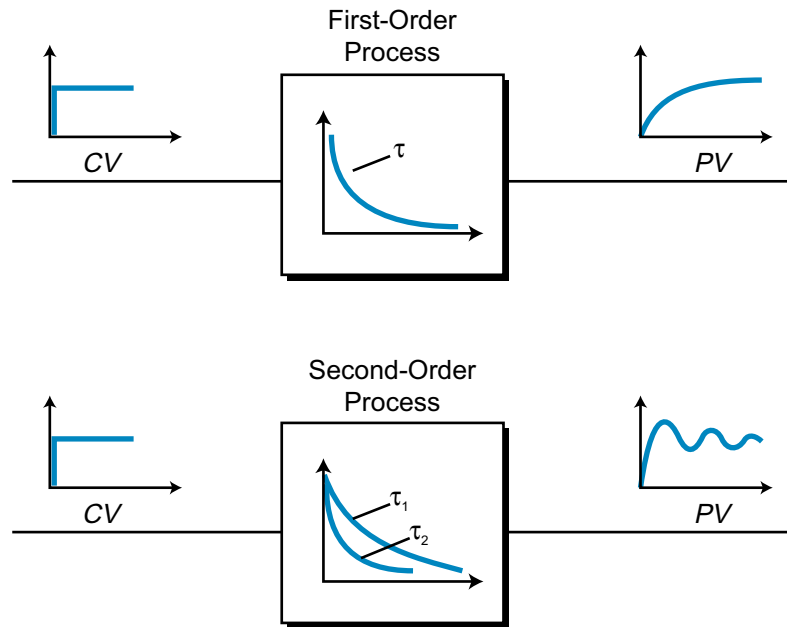 First-Order
Process
CV
τ
PV
Second-Order
Process
CV
τ1
τ2
PV